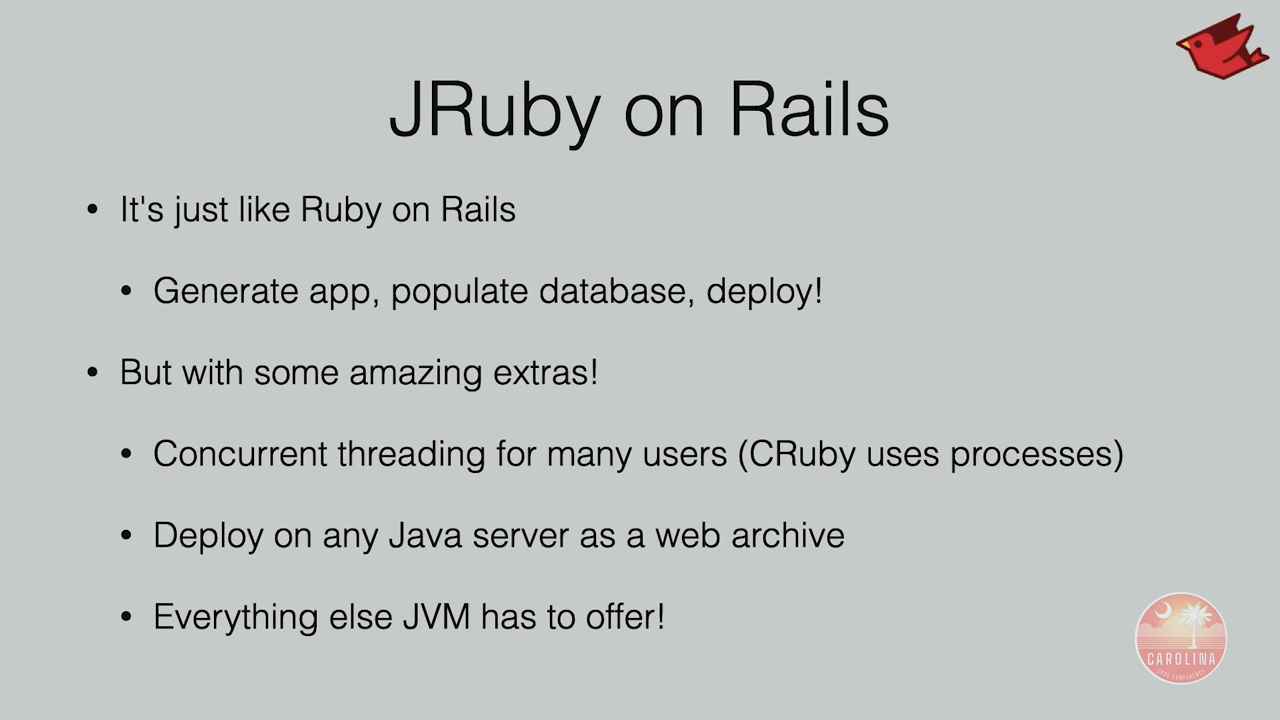 JRuby on Rails
• It's just like Ruby on Rails
• Generate app, populate database, deploy!
• But with some amazing extras!
• Concurrent threading for many users (CRuby uses processes)
• Deploy on any Java server as a web archive
• Everything else JVM has to offer!
CAROLINA
CODE CONFERENCE